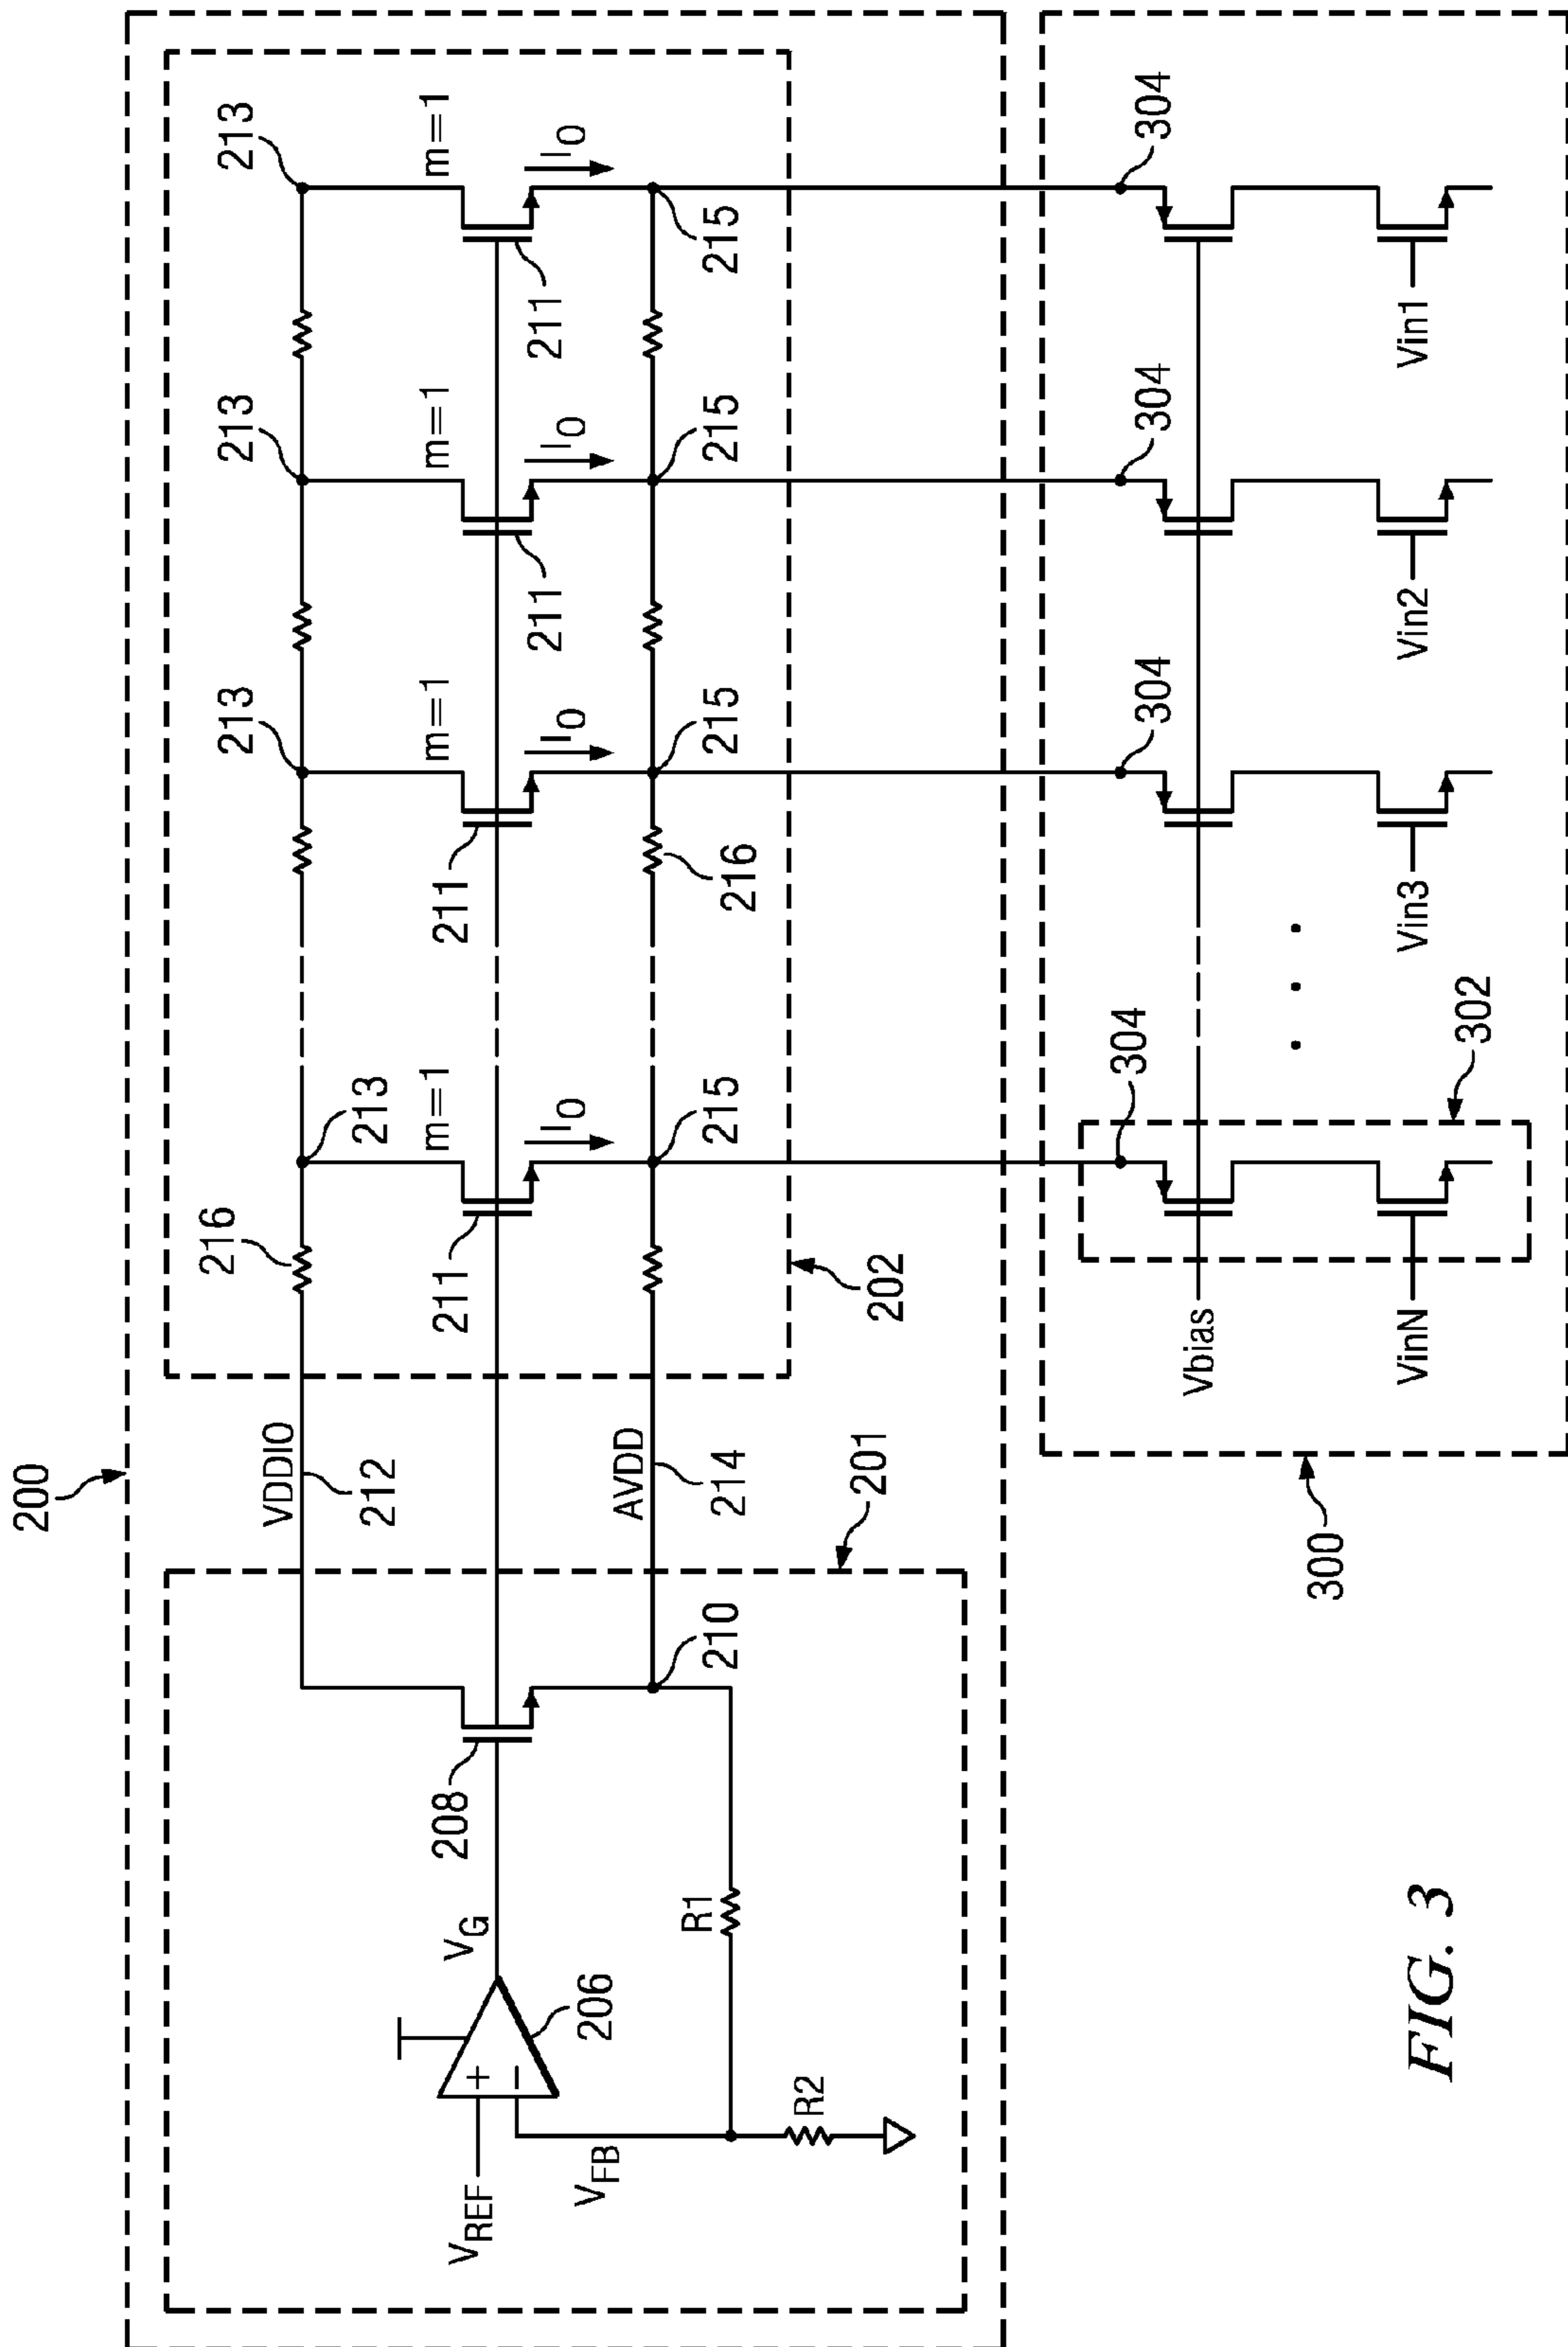 200
VDDIO
212
216
213
213
213
213
m=1
m=1
m=1
m=1
VG
208
211
211
211
211
IO
IO
IO
IO
VREF
+
−
206
VFB
R1
R2
210
AVDD
214
215
216
215
215
215
201
202
304
304
304
304
Vbias
302
. . .
VinN
Vin3
Vin2
Vin1
300
FIG. 3